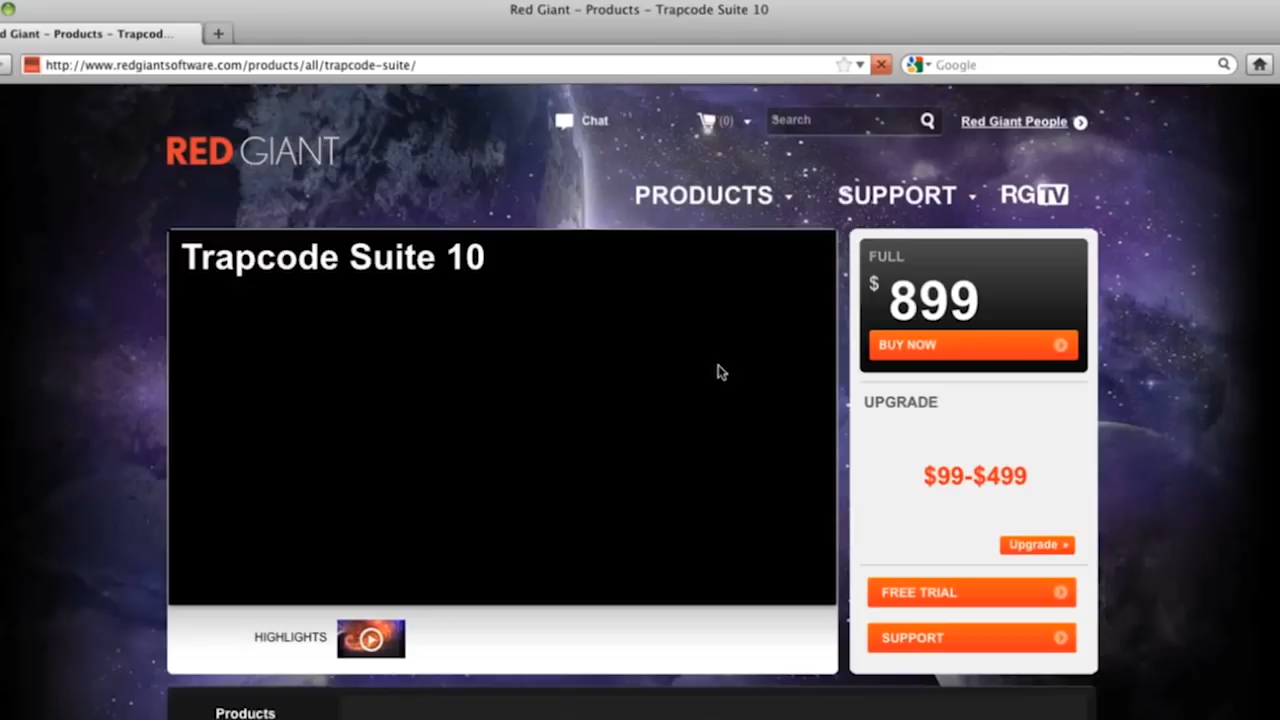 Red Giant – Products – Trapcode Suite 10
d Giant – Products – Trapcod...
http://www.redgiantsoftware.com/products/all/trapcode-suite/
Google
Chat
(0)
Search
Red Giant People
RED GIANT
PRODUCTS
SUPPORT
RGTV
Trapcode Suite 10
FULL
$ 899
BUY NOW
UPGRADE
$99-$499
Upgrade »
FREE TRIAL
SUPPORT
HIGHLIGHTS
Products